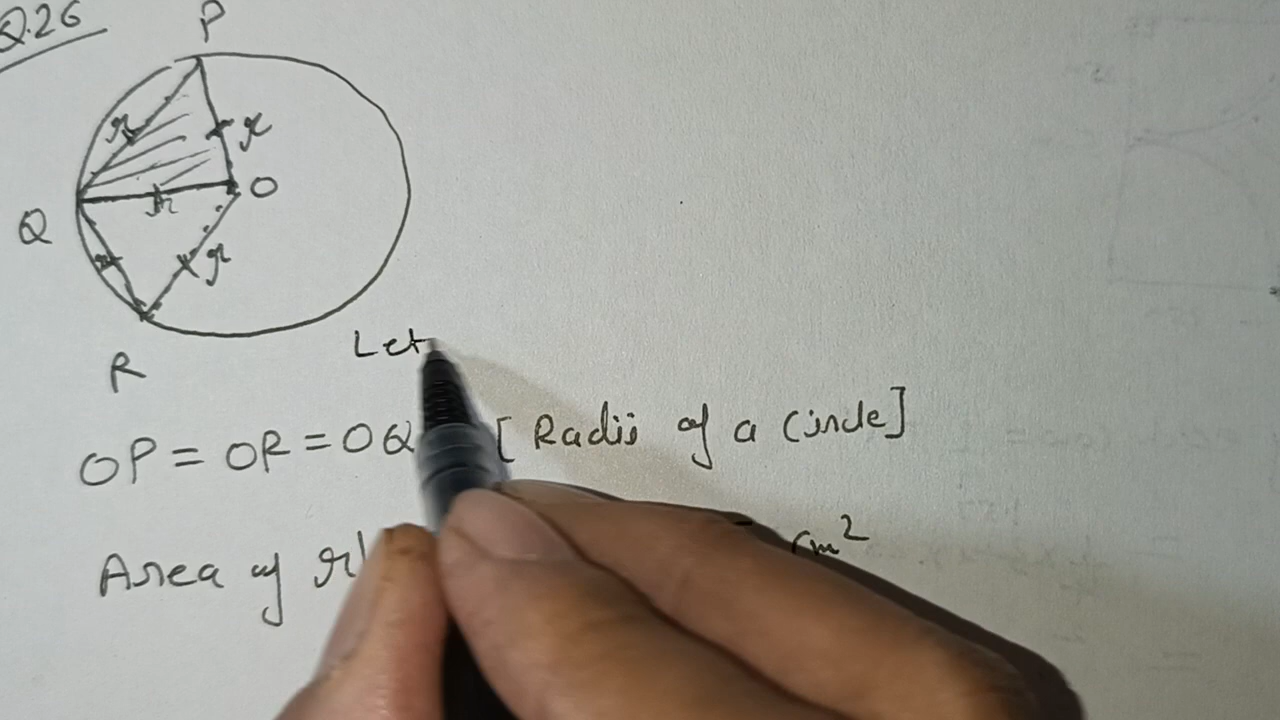 Q.26
P
r
r
O
r
Q
r
r
R
Let
OP = OR = OQ [Radii of a Circle]
Area of cm²